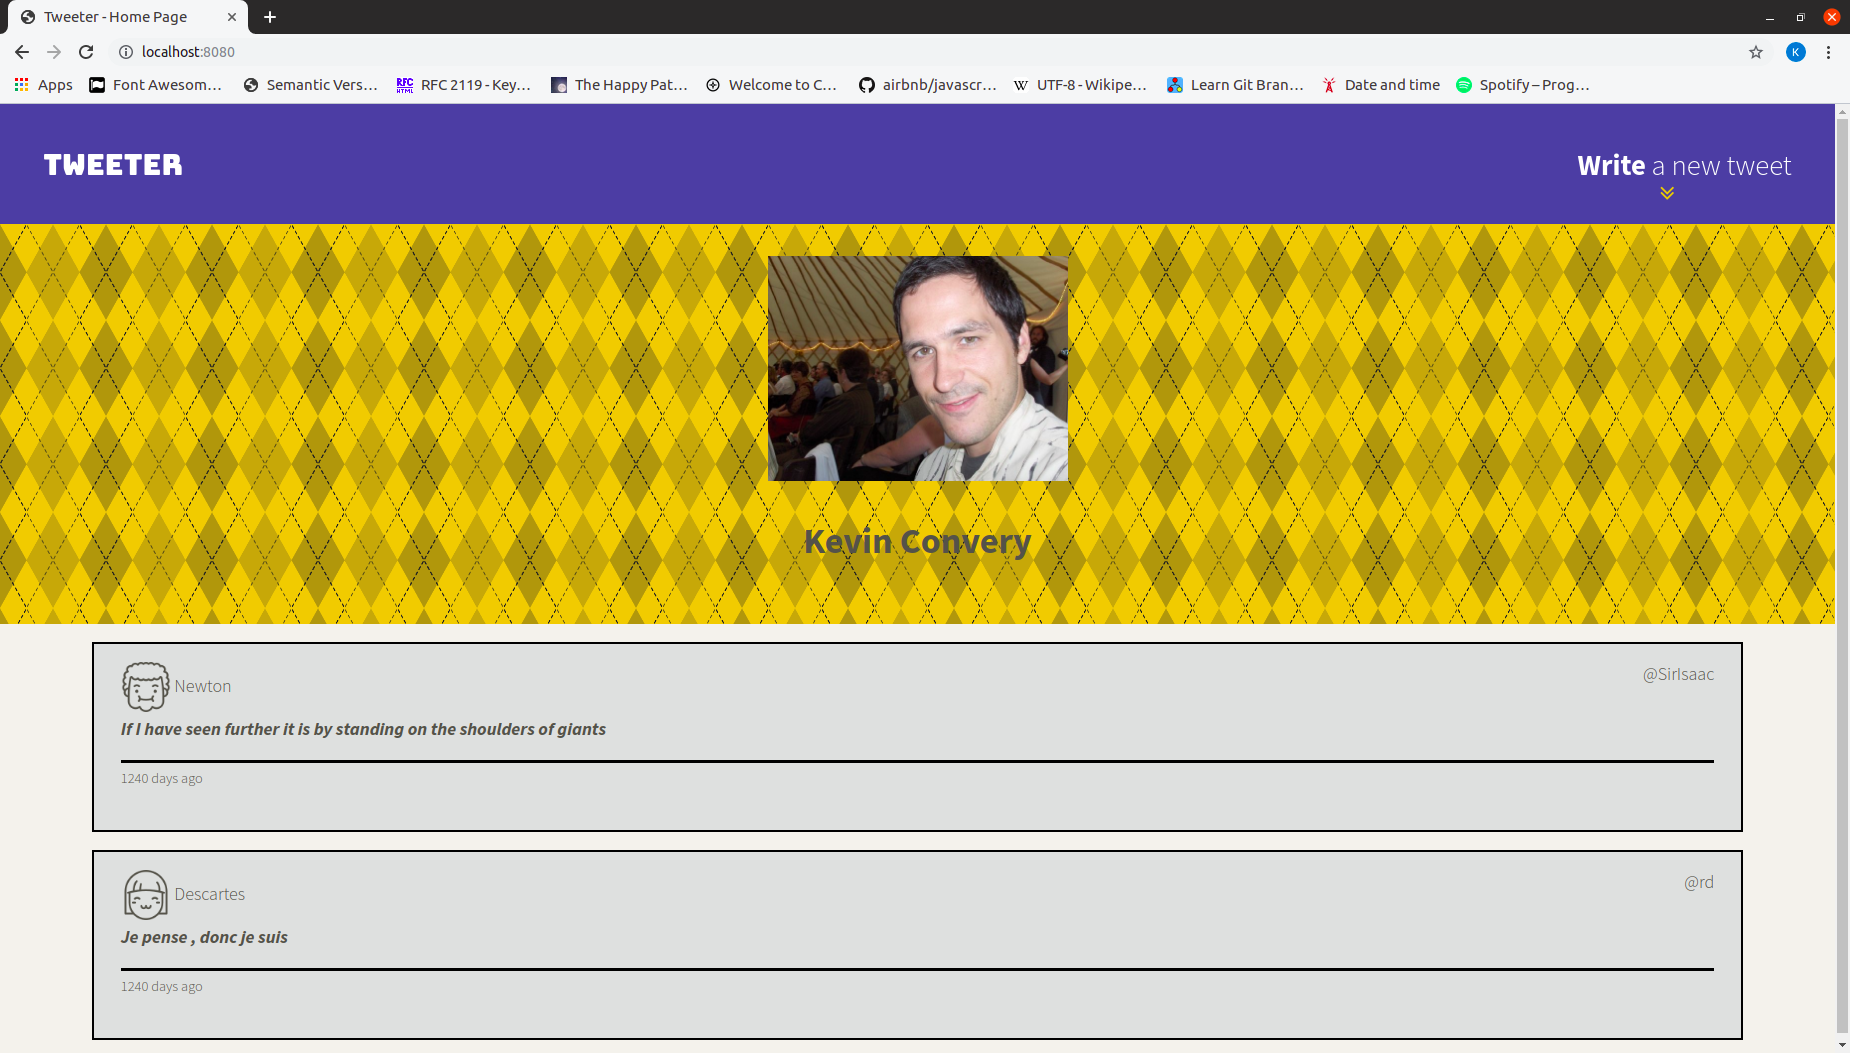 Tweeter - Home Page
localhost:8080
Apps Font Awesom… Semantic Vers… RFC 2119 - Key… The Happy Pat… Welcome to C… airbnb/javascr… UTF-8 - Wikipe… Learn Git Bran… Date and time Spotify – Prog…
TWEETER
Write a new tweet
Kevin Convery
Newton @SirIsaac
If I have seen further it is by standing on the shoulders of giants
1240 days ago
Descartes @rd
Je pense , donc je suis
1240 days ago